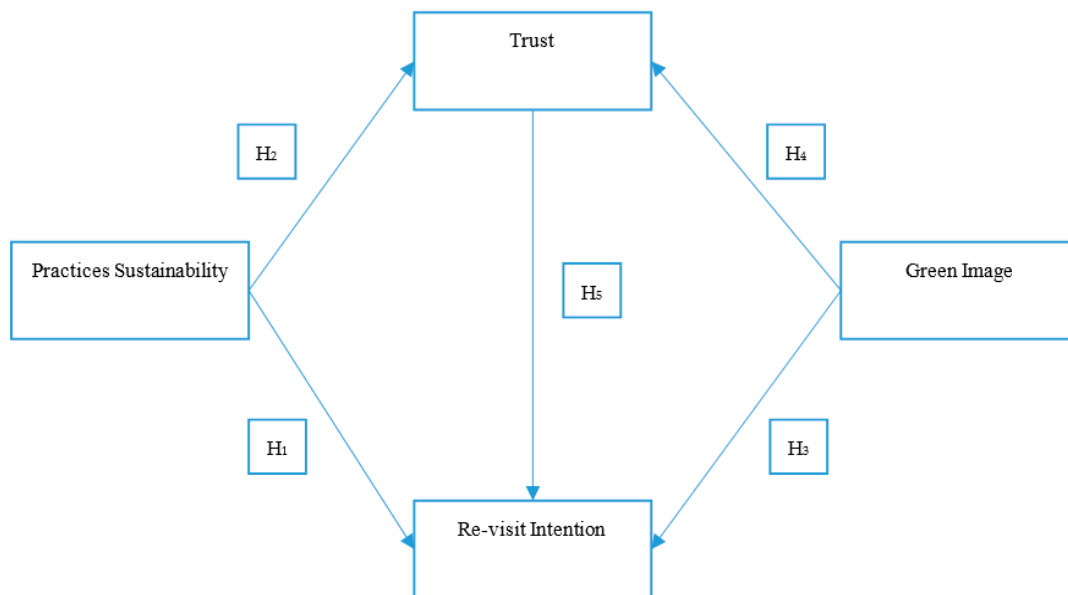 Trust
H2
H4
Practices Sustainability
H5
Green Image
H1
H3
Re-visit Intention